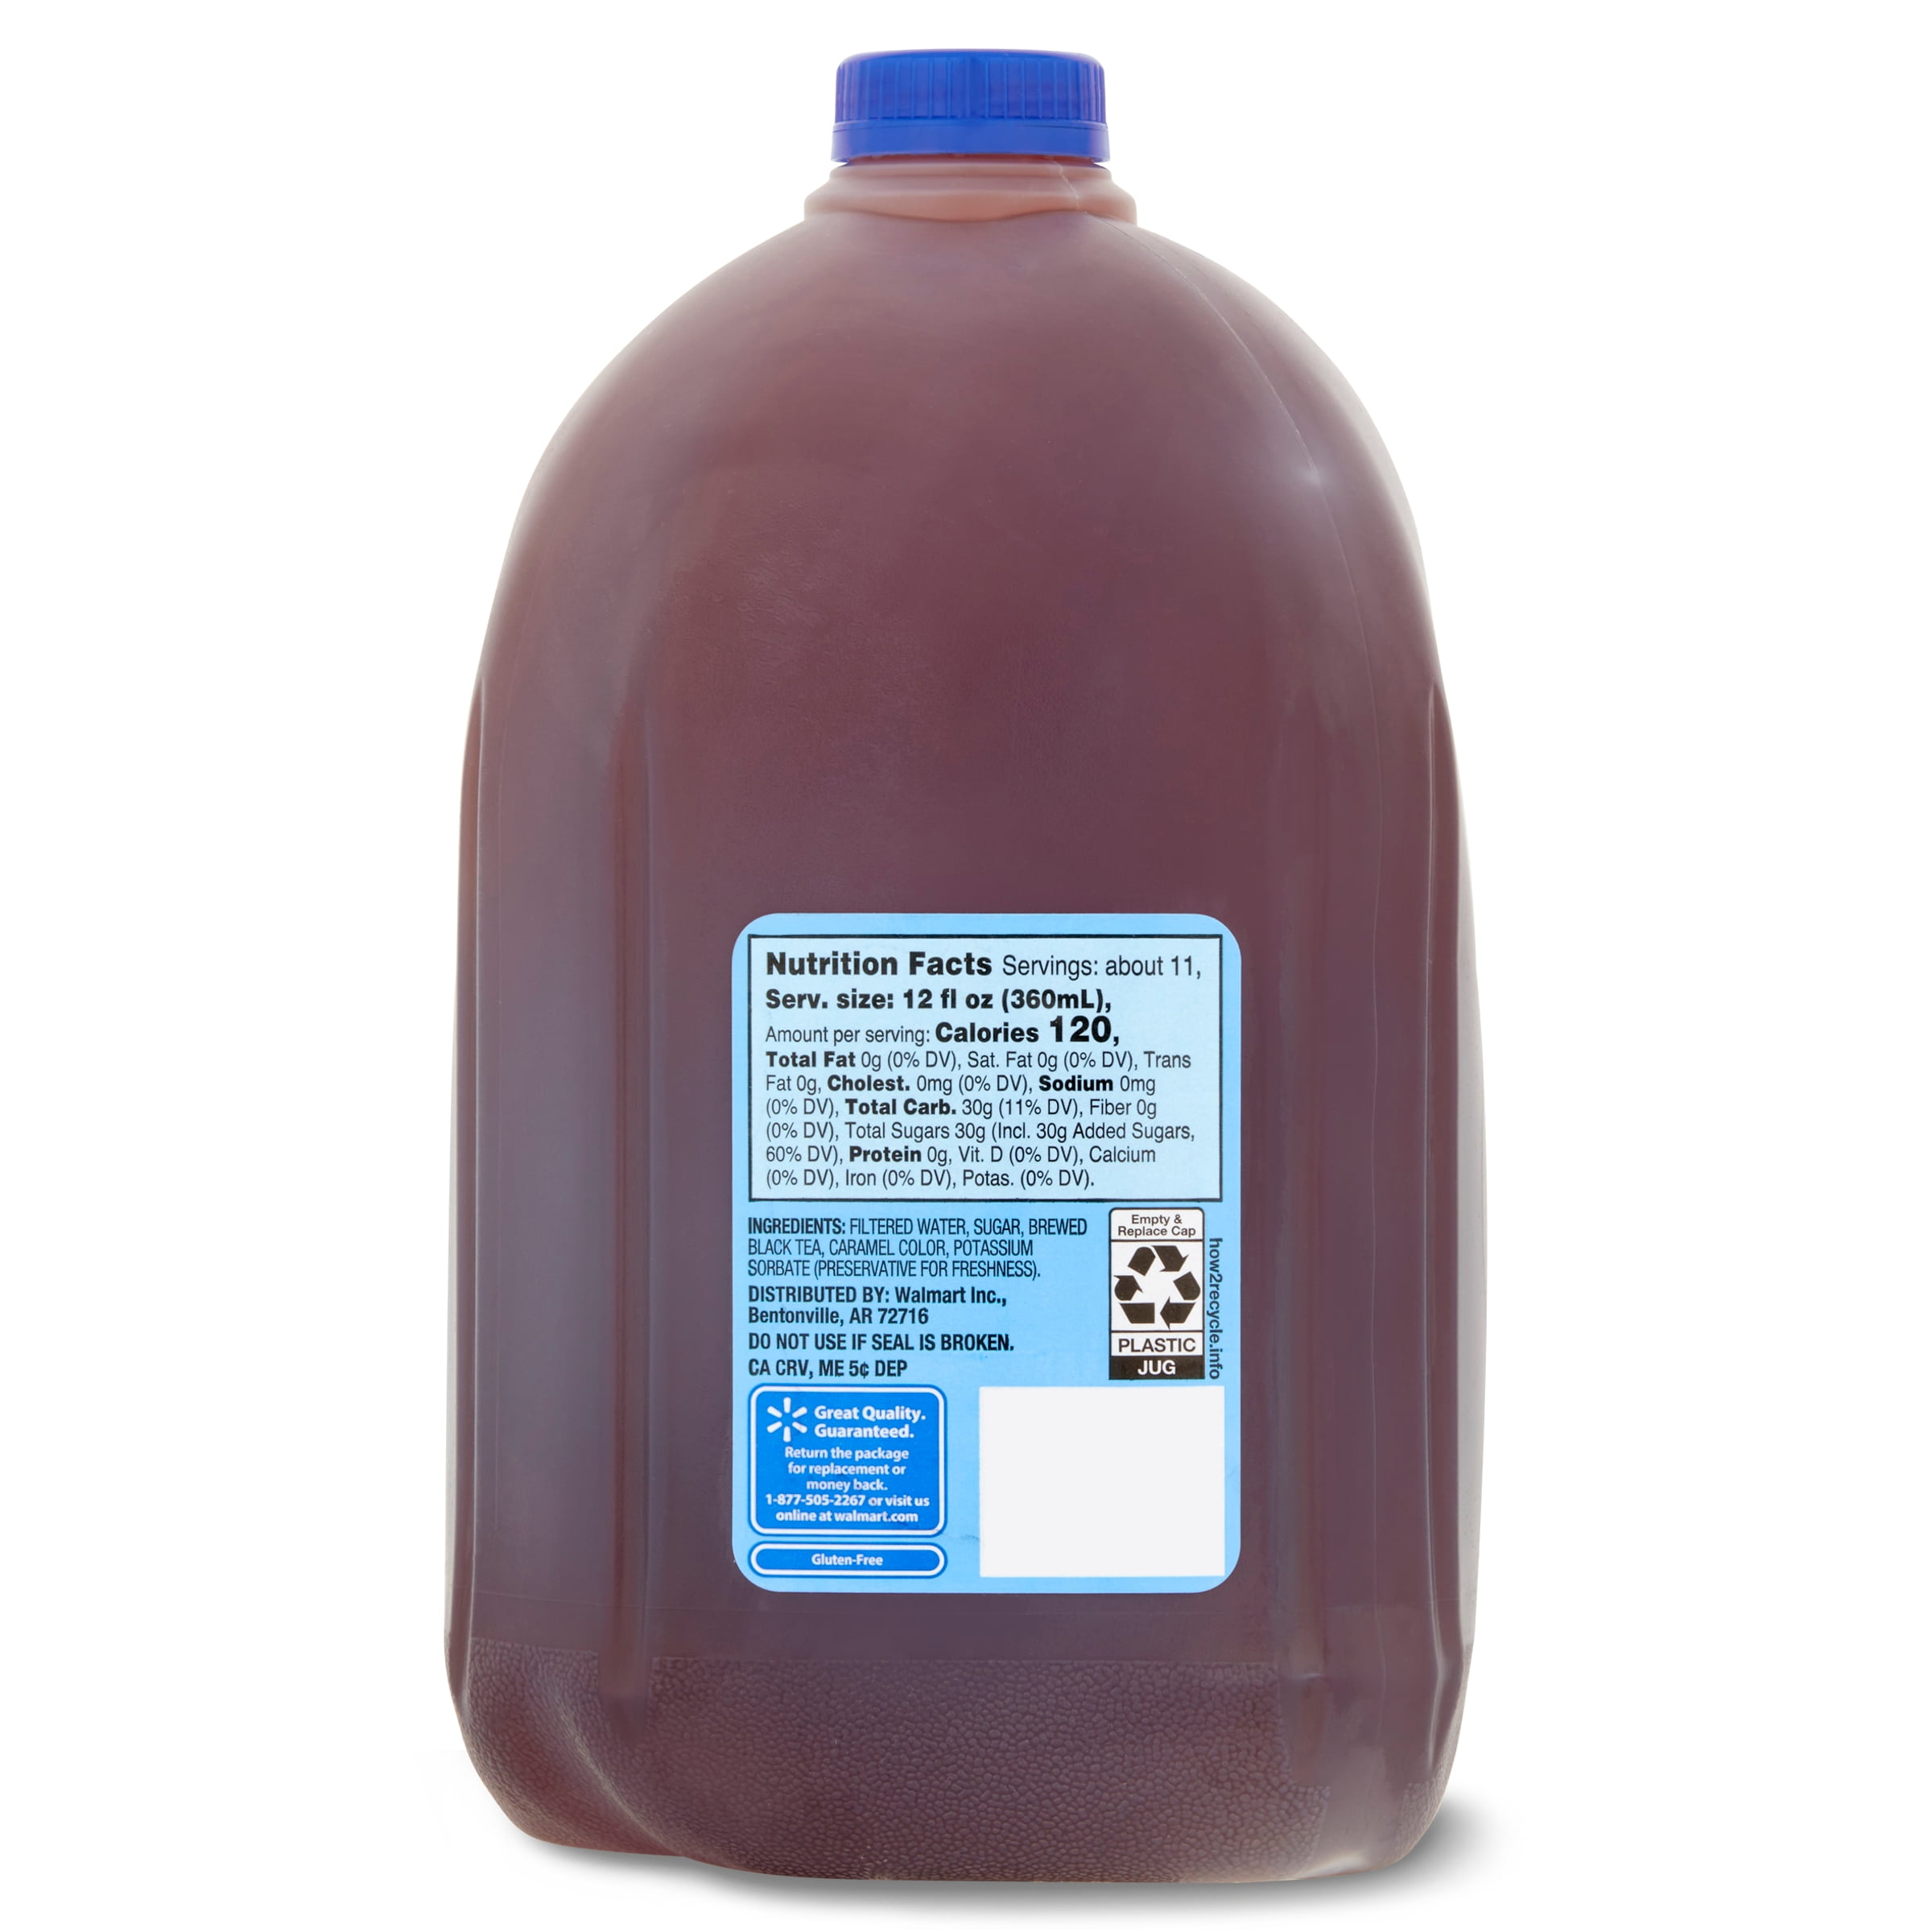 Nutrition Facts Servings: about 11,
Serv. size: 12 fl oz (360mL),
Amount per serving: Calories 120,
Total Fat 0g (0% DV), Sat. Fat 0g (0% DV), Trans
Fat 0g, Cholest. 0mg (0% DV), Sodium 0mg
(0% DV), Total Carb. 30g (11% DV), Fiber 0g
(0% DV), Total Sugars 30g (Incl. 30g Added Sugars,
60% DV), Protein 0g, Vit. D (0% DV), Calcium
(0% DV), Iron (0% DV), Potas. (0% DV).
INGREDIENTS: FILTERED WATER, SUGAR, BREWED
BLACK TEA, CARAMEL COLOR, POTASSIUM
SORBATE (PRESERVATIVE FOR FRESHNESS).
DISTRIBUTED BY: Walmart Inc.,
Bentonville, AR 72716
DO NOT USE IF SEAL IS BROKEN.
CA CRV, ME 5¢ DEP
Empty &
Replace Cap
PLASTIC
JUG
how2recycle.info
Great Quality.
Guaranteed.
Return the package
for replacement or
money back.
1-877-505-2267 or visit us
online at walmart.com
Gluten-Free